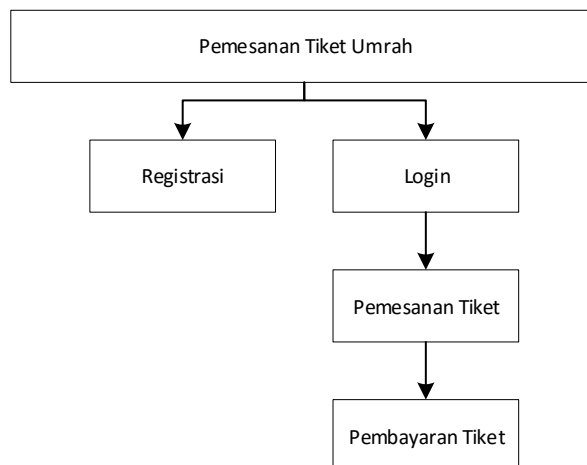 Pemesanan Tiket Umrah
Registrasi
Login
Pemesanan Tiket
Pembayaran Tiket